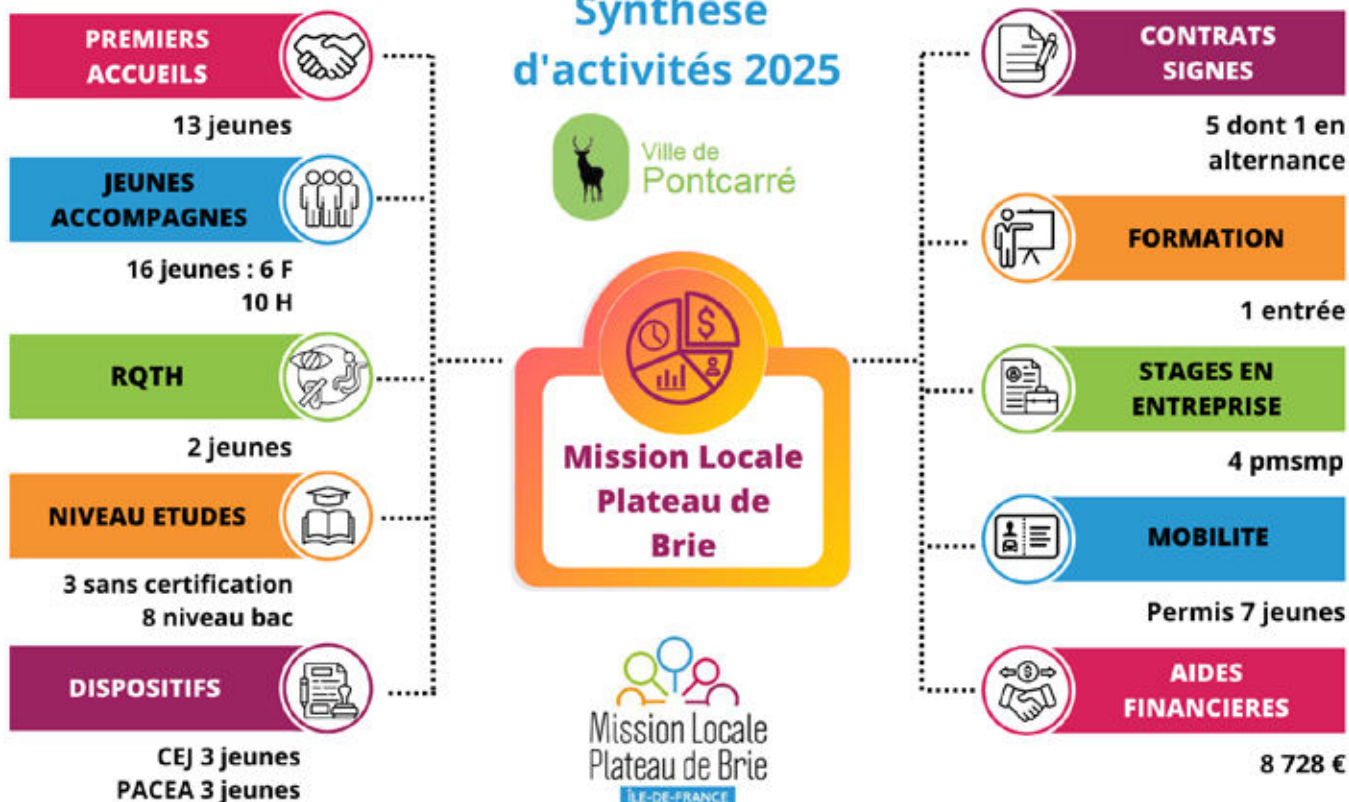 Synthèse
d'activités 2025
Ville de
Pontcarré
PREMIERS
ACCUEILS
13 jeunes
JEUNES
ACCOMPAGNES
16 jeunes : 6 F
10 H
RQTH
2 jeunes
NIVEAU ETUDES
3 sans certification
8 niveau bac
DISPOSITIFS
CEJ 3 jeunes
PACEA 3 jeunes
Mission Locale
Plateau de
Brie
Mission Locale
Plateau de Brie
ÎLE-DE-FRANCE
CONTRATS
SIGNES
5 dont 1 en
alternance
FORMATION
1 entrée
STAGES EN
ENTREPRISE
4 pmsmp
MOBILITE
Permis 7 jeunes
AIDES
FINANCIERES
8 728 €